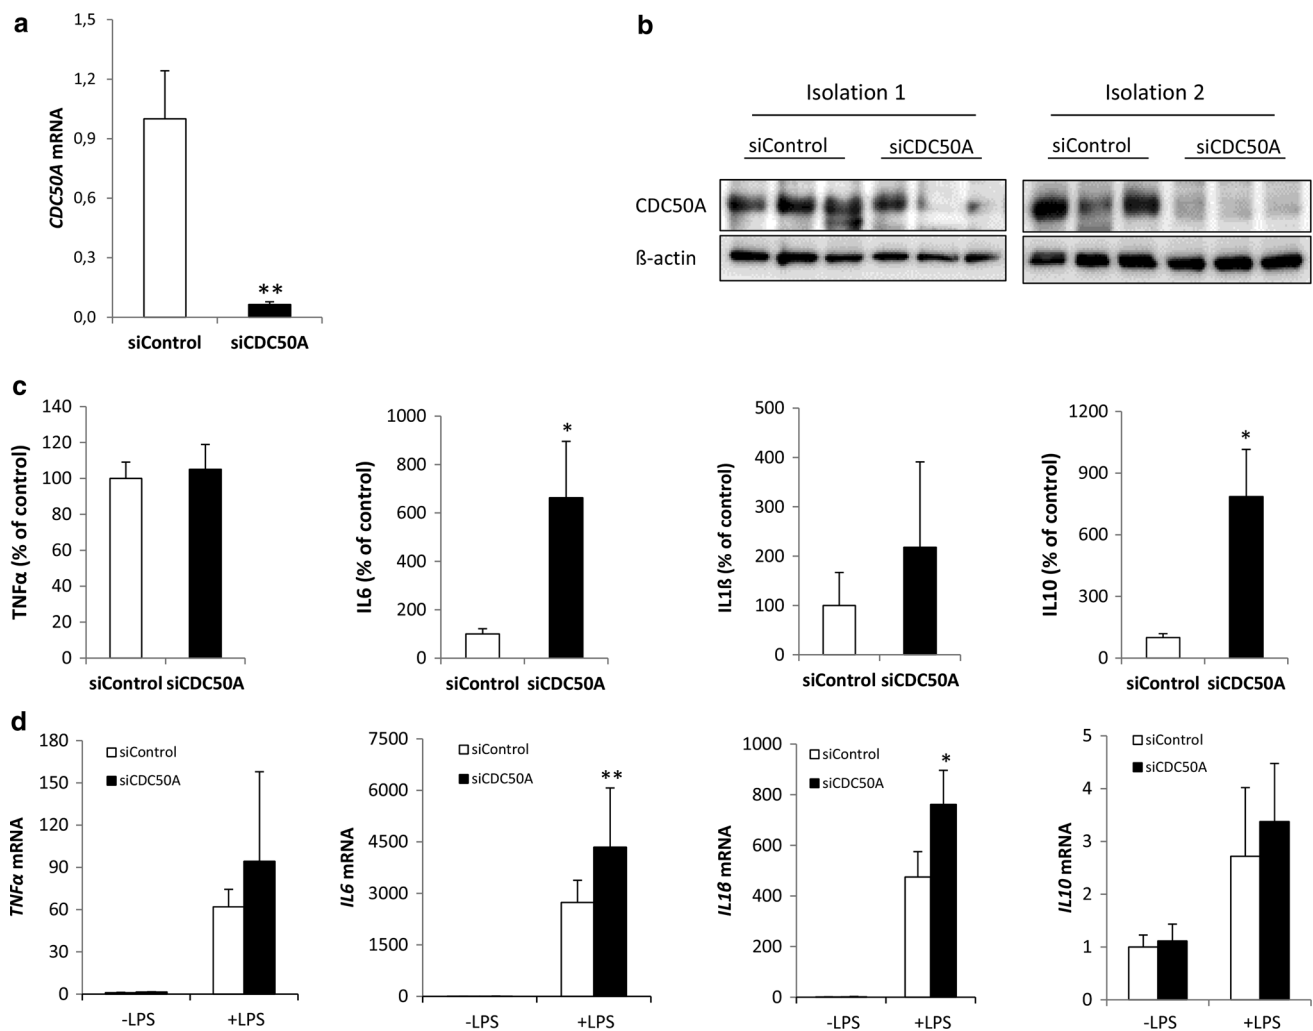 a
1,5
1,2
0,9
0,6
0,3
0,0
CDC50A mRNA
**
siControl
siCDC50A
b
Isolation 1
Isolation 2
siControl
siCDC50A
siControl
siCDC50A
CDC50A
ß-actin
c
140
120
100
80
60
40
20
0
TNFα (% of control)
siControl siCDC50A
1000
800
600
400
200
0
IL6 (% of control)
*
siControl siCDC50A
500
400
300
200
100
0
IL1ß (% of control)
siControl siCDC50A
1200
900
600
300
0
IL10 (% of control)
*
siControl siCDC50A
d
180
150
120
90
60
30
0
TNFα mRNA
siControl
siCDC50A
-LPS
+LPS
7500
6000
4500
3000
1500
0
IL6 mRNA
siControl
siCDC50A
**
-LPS
+LPS
1000
800
600
400
200
0
IL1ß mRNA
siControl
siCDC50A
*
-LPS
+LPS
5
4
3
2
1
0
IL10 mRNA
siControl
siCDC50A
-LPS
+LPS